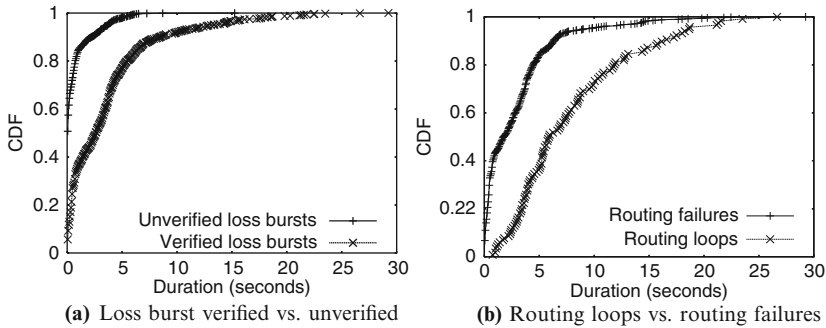 1
0.8
0.6
0.4
0.2
0
CDF
Unverified loss bursts
Verified loss bursts
0 5 10 15 20 25 30
Duration (seconds)
(a) Loss burst verified vs. unverified
1
0.8
0.6
0.4
0.22
0
CDF
Routing failures
Routing loops
0 5 10 15 20 25 30
Duration (seconds)
(b) Routing loops vs. routing failures